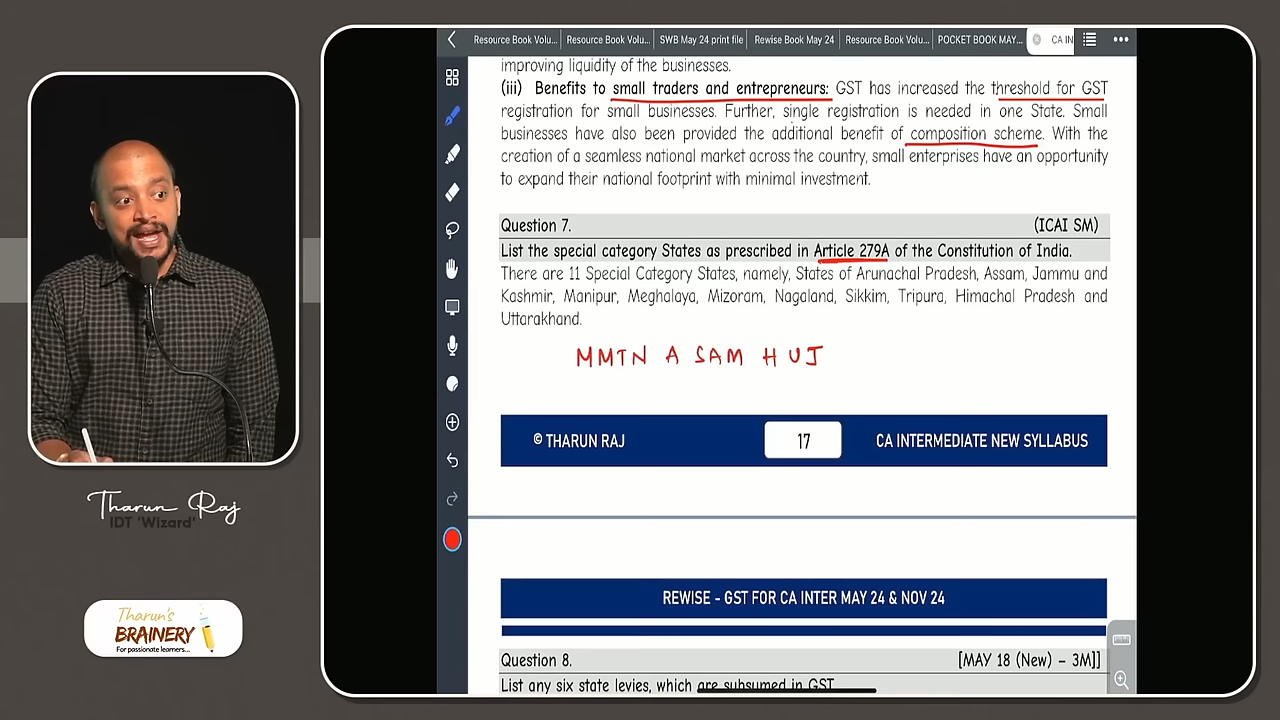 Resource Book Volu...
Resource Book Volu...
SWB May 24 print file
Rewise Book May 24
Resource Book Volu...
POCKET BOOK MAY...
CA IN
improving liquidity of the businesses.
(iii) Benefits to small traders and entrepreneurs: GST has increased the threshold for GST
registration for small businesses. Further, single registration is needed in one State. Small
businesses have also been provided the additional benefit of composition scheme. With the
creation of a seamless national market across the country, small enterprises have an opportunity
to expand their national footprint with minimal investment.
Question 7. (ICAI SM)
List the special category States as prescribed in Article 279A of the Constitution of India.
There are 11 Special Category States, namely, States of Arunachal Pradesh, Assam, Jammu and
Kashmir, Manipur, Meghalaya, Mizoram, Nagaland, Sikkim, Tripura, Himachal Pradesh and
Uttarakhand.
MMTN A SAM H UJ
© THARUN RAJ 17 CA INTERMEDIATE NEW SYLLABUS
REWISE - GST FOR CA INTER MAY 24 & NOV 24
Question 8. [MAY 18 (New) – 3M]]
List any six state levies, which are subsumed in GST
Tharun Raj
IDT 'Wizard'
Tharun's
BRAINERY
For passionate learners...